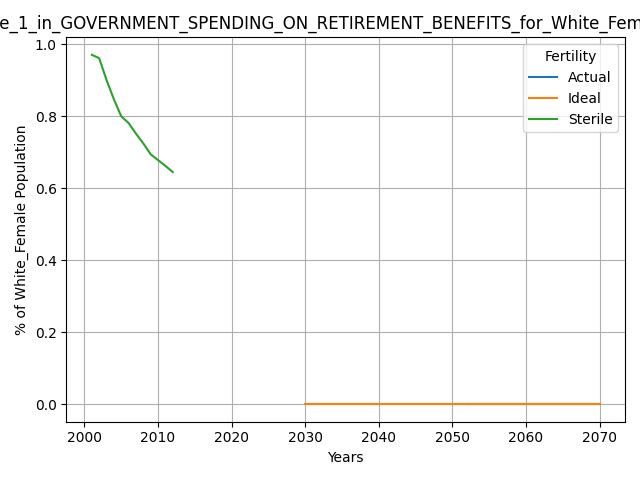 e_1_in_GOVERNMENT_SPENDING_ON_RETIREMENT_BENEFITS_for_White_Fem
1.0
0.8
0.6
0.4
0.2
0.0
% of White_Female Population
Fertility
Actual
Ideal
Sterile
2000 2010 2020 2030 2040 2050 2060 2070
Years